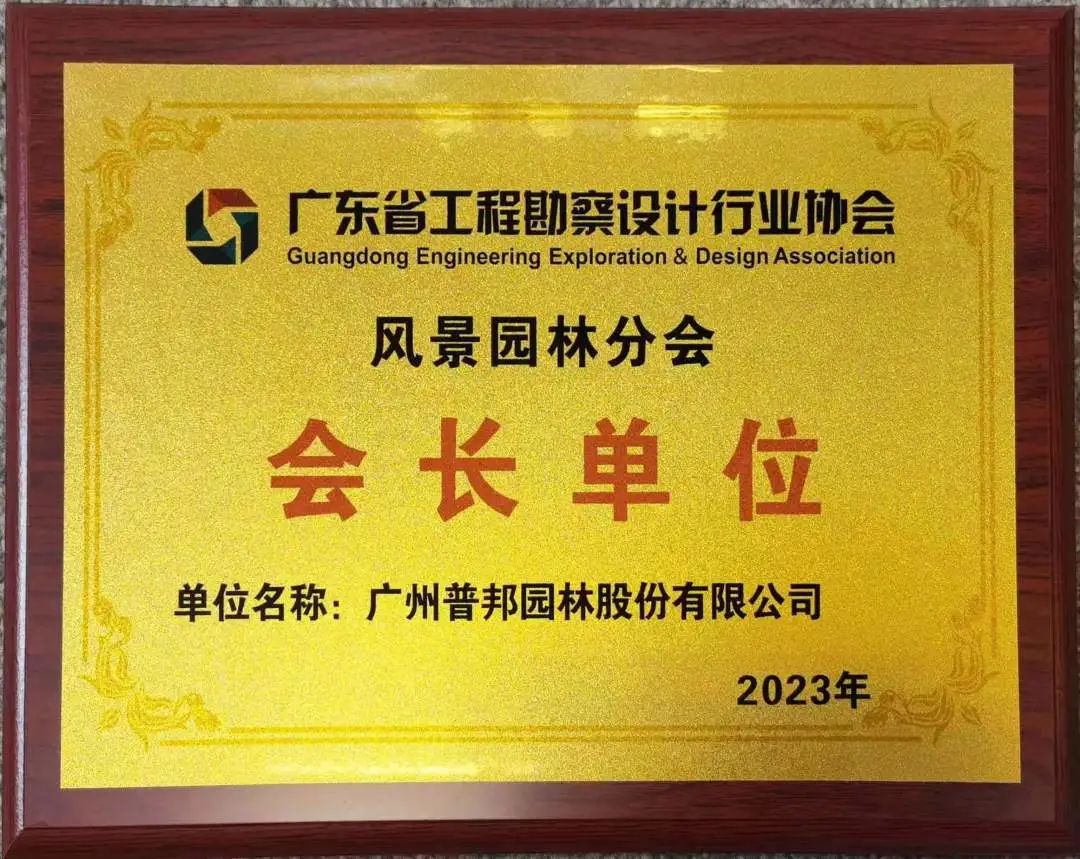 广东省工程勘察设计行业协会
Guangdong Engineering Exploration & Design Association
风景园林分会
会长单位
单位名称：广州普邦园林股份有限公司
2023年